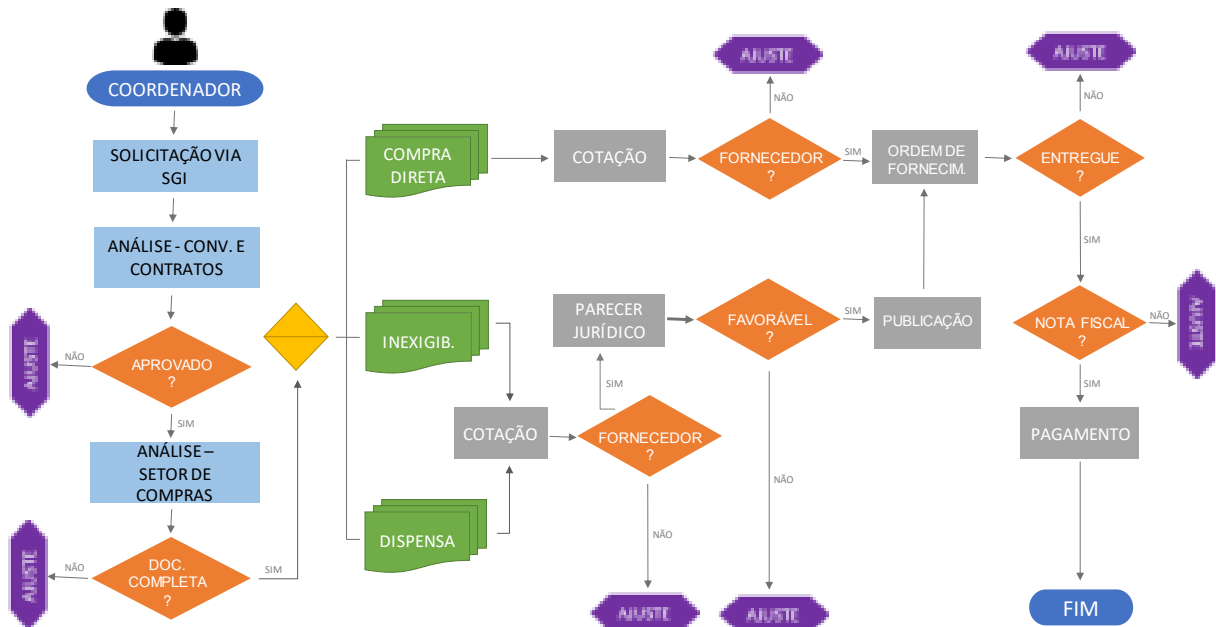 COORDENADOR
SOLICITAÇÃO VIA
SGI
ANÁLISE - CONV. E
CONTRATOS
APROVADO
?
NÃO
AJUSTE
SIM
ANÁLISE –
SETOR DE
COMPRAS
DOC.
COMPLETA
?
NÃO
AJUSTE
SIM
COMPRA
DIRETA
COTAÇÃO
FORNECEDOR
?
NÃO
AJUSTE
SIM
INEXIGIB.
DISPENSA
COTAÇÃO
FORNECEDOR
?
NÃO
AJUSTE
SIM
PARECER
JURÍDICO
FAVORÁVEL
?
NÃO
AJUSTE
SIM
PUBLICAÇÃO
ORDEM DE
FORNECIM.
ENTREGUE
?
NÃO
AJUSTE
SIM
NOTA FISCAL
?
NÃO
AJUSTE
SIM
PAGAMENTO
FIM